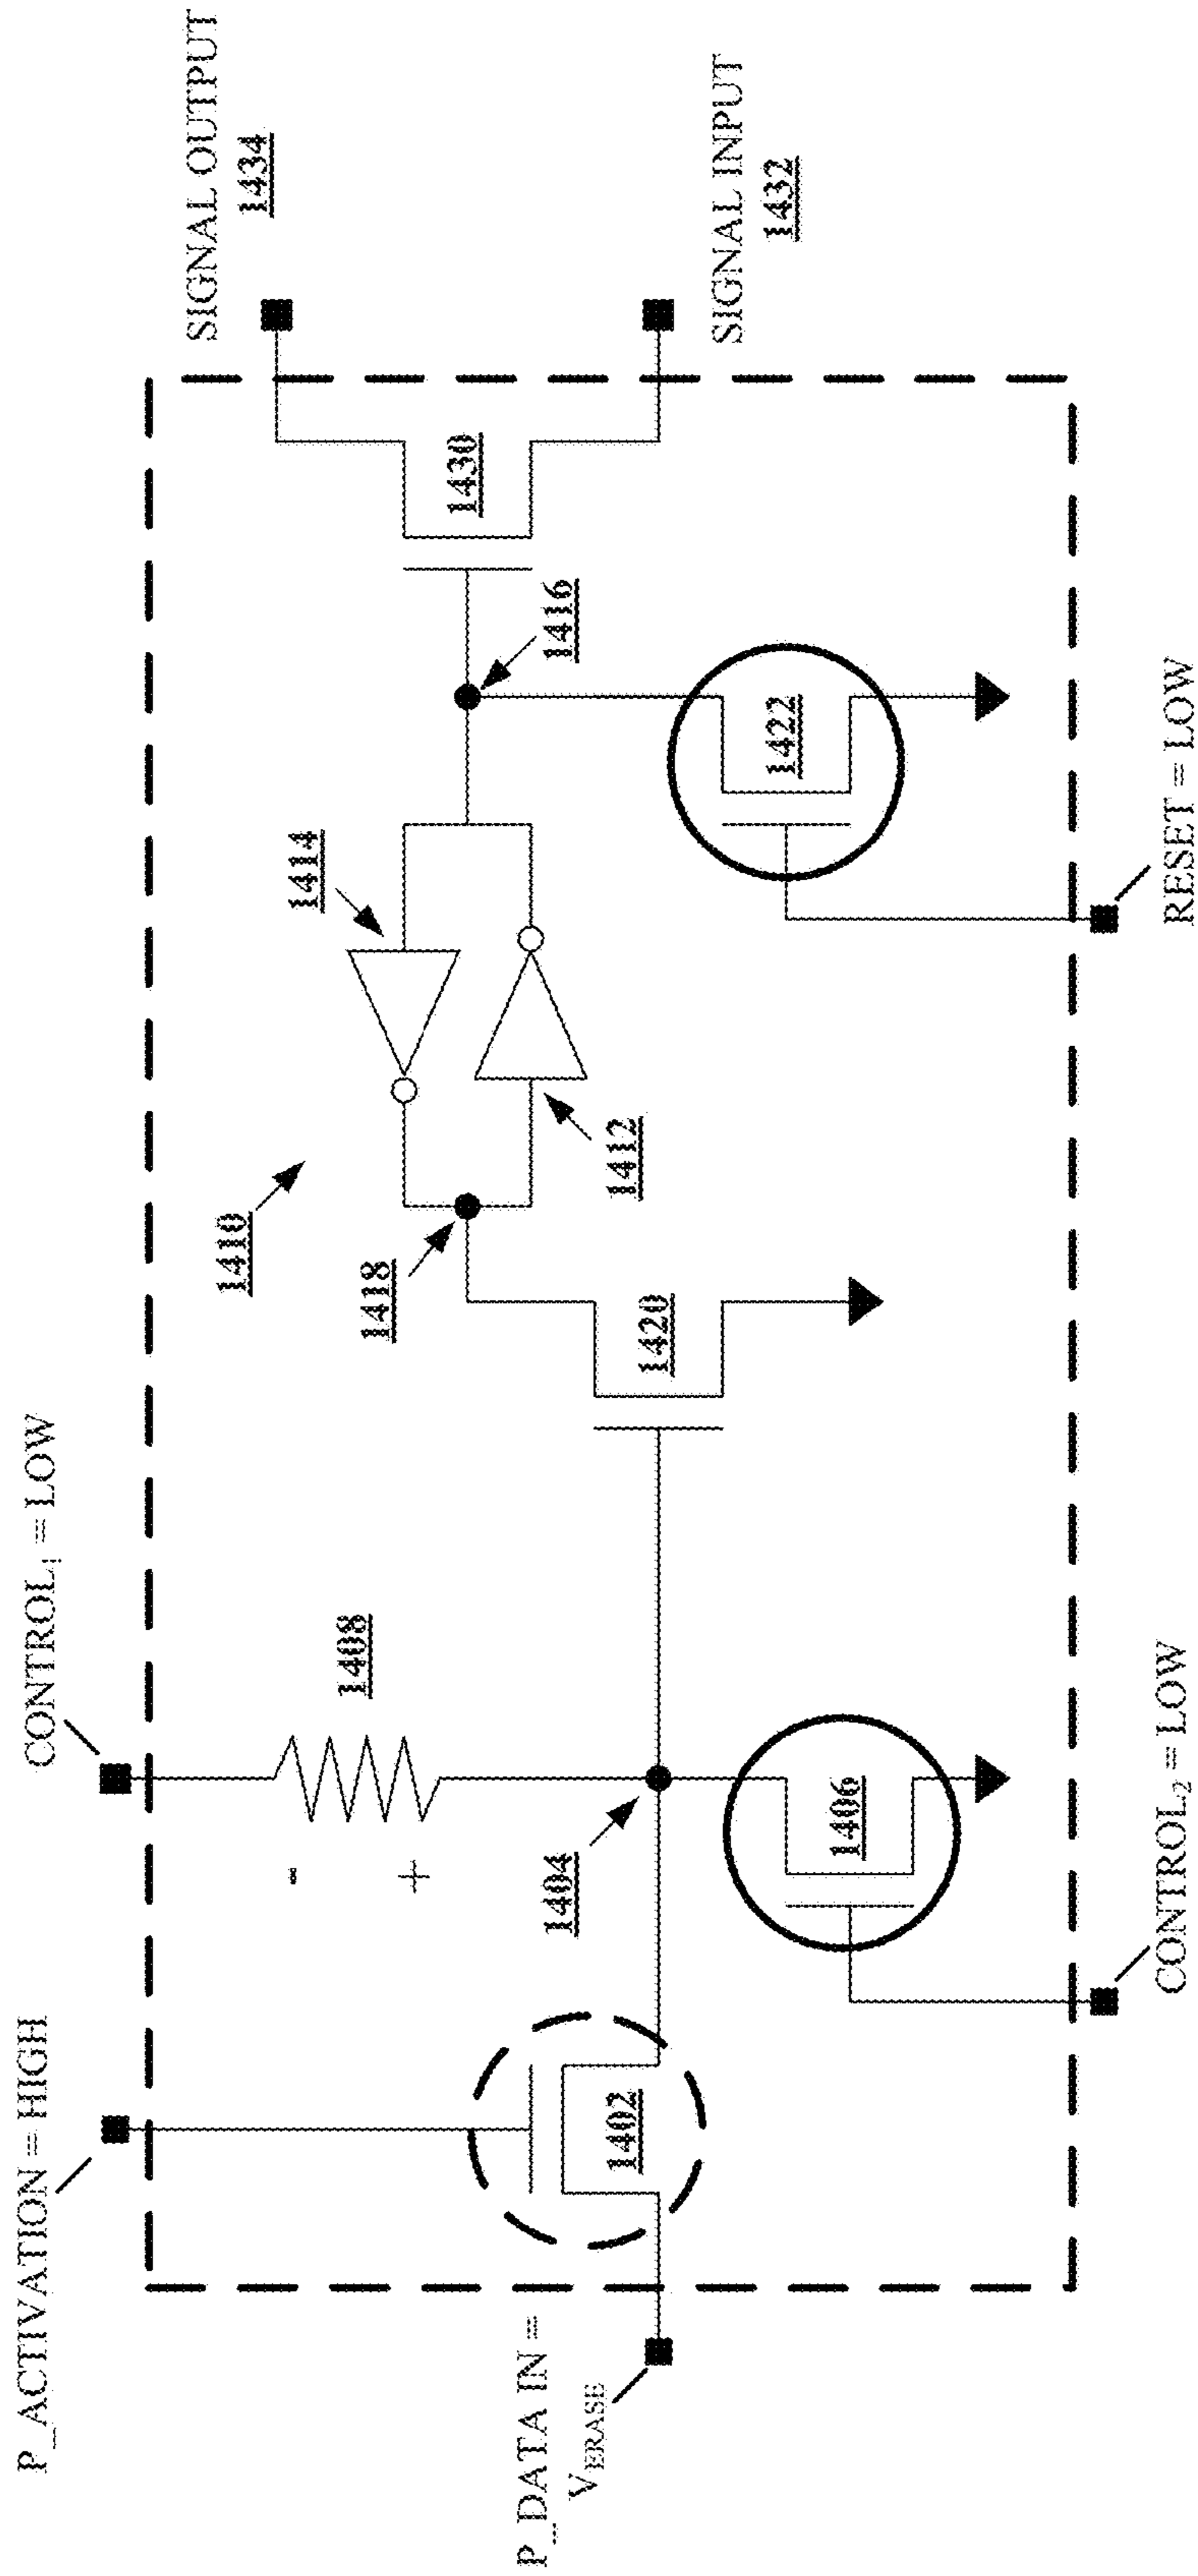 P_ACTIVATION = HIGH
CONTROL₁ = LOW
SIGNAL OUTPUT
1434
1410
1414
1408
1418
1430
P_DATA IN =
V_ERASE
1402
1404
1412
1416
1420
1406
1422
SIGNAL INPUT
1432
CONTROL₂ = LOW
RESET = LOW
-
+